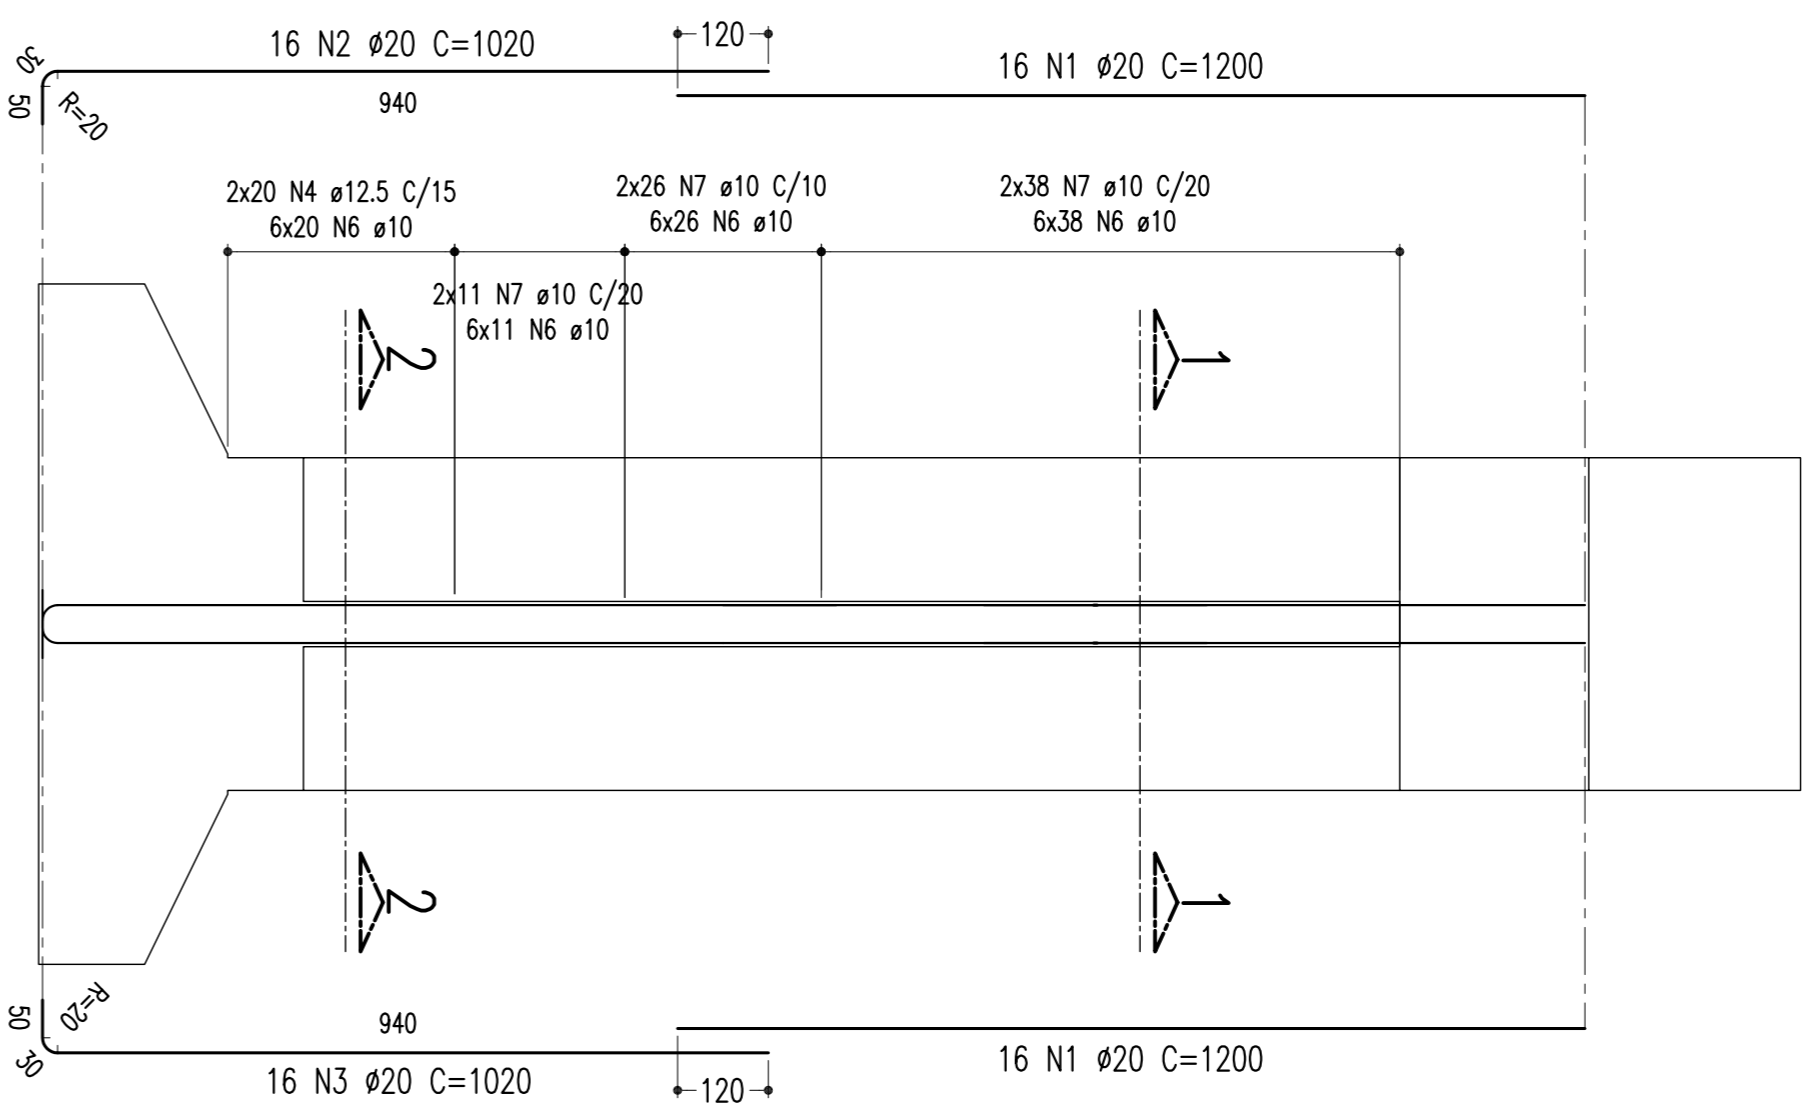 16 N2 ø20 C=1020
120
16 N1 ø20 C=1200
30
50
R=20
940
2x20 N4 ø12.5 C/15
6x20 N6 ø10
2x26 N7 ø10 C/10
6x26 N6 ø10
2x38 N7 ø10 C/20
6x38 N6 ø10
2x11 N7 ø10 C/20
6x11 N6 ø10
2
1
2
1
R=20
50
30
940
16 N3 ø20 C=1020
120
16 N1 ø20 C=1200